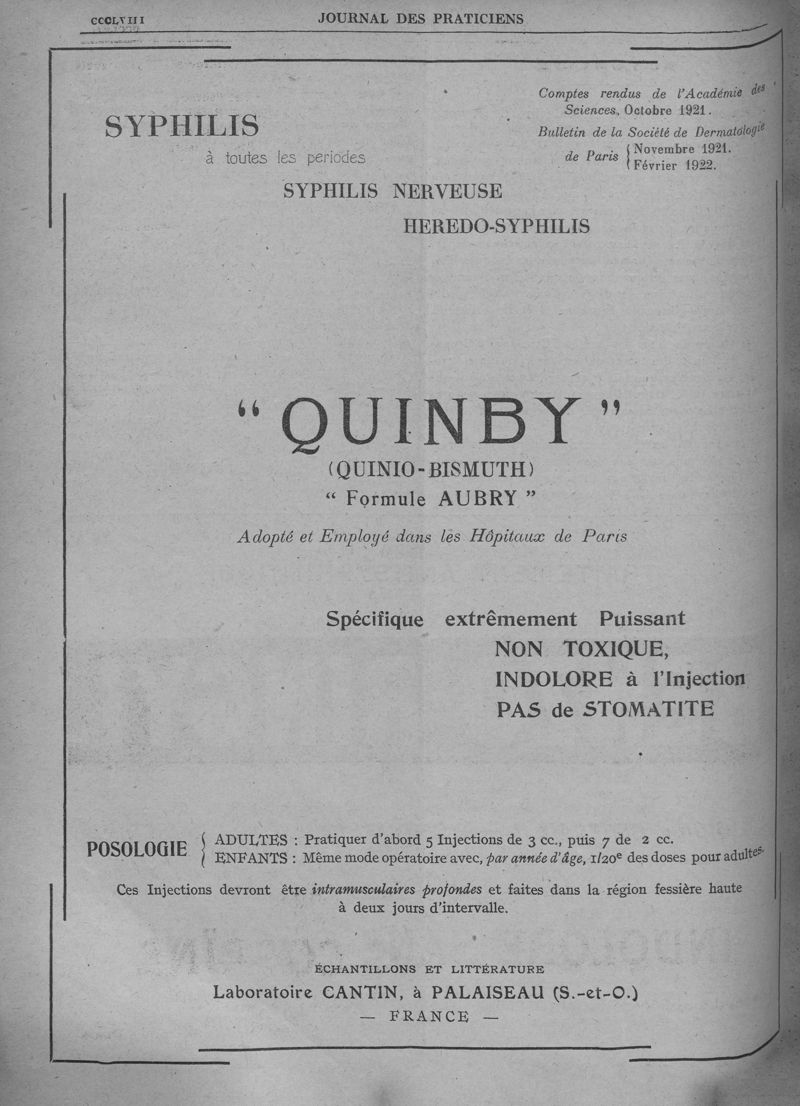 CCCLVIII
JOURNAL DES PRATICIENS
SYPHILIS
à toutes les periodes
SYPHILIS NERVEUSE
HEREDO-SYPHILIS
Comptes rendus de l'Académie des
Sciences, Octobre 1921.
Bulletin de la Société de Dermatologie
de Paris { Novembre 1921.
Février 1922.
“ QUINBY ”
(QUINIO-BISMUTH)
“ Formule AUBRY ”
Adopté et Employé dans les Hôpitaux de Paris
Spécifique extrêmement Puissant
NON TOXIQUE,
INDOLORE à l'Injection
PAS de STOMATITE
POSOLOGIE { ADULTES : Pratiquer d'abord 5 Injections de 3 cc., puis 7 de 2 cc.
ENFANTS : Même mode opératoire avec, par année d'âge, 1/20e des doses pour adultes.
Ces Injections devront être intramusculaires profondes et faites dans la région fessière haute
à deux jours d'intervalle.
ÉCHANTILLONS ET LITTÉRATURE
Laboratoire CANTIN, à PALAISEAU (S.-et-O.)
— FRANCE —